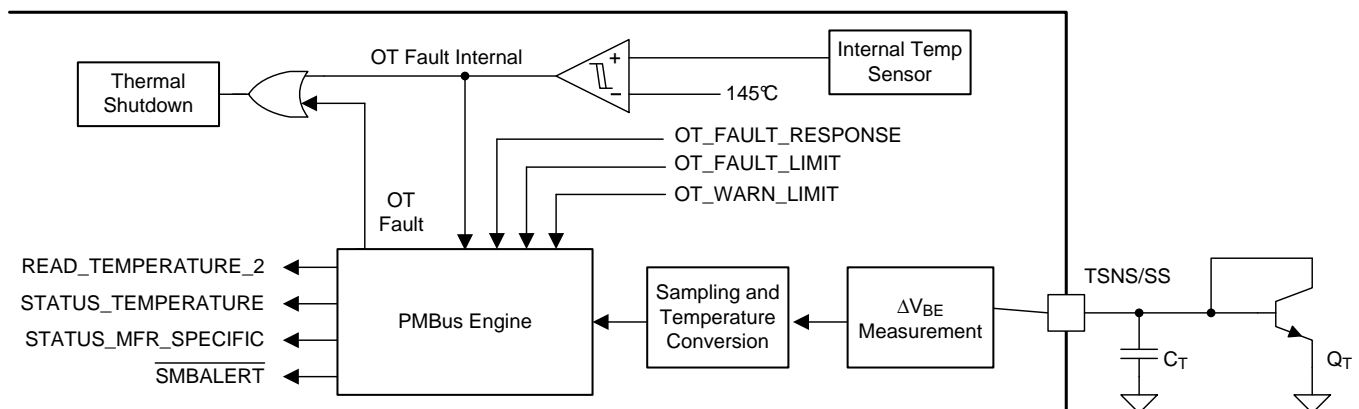 OT Fault Internal
Internal Temp
Sensor
Thermal
Shutdown
+
−
145℃
OT_FAULT_RESPONSE
OT_FAULT_LIMIT
OT_WARN_LIMIT
OT
Fault
READ_TEMPERATURE_2
STATUS_TEMPERATURE
STATUS_MFR_SPECIFIC
SMBALERT
PMBus Engine
Sampling and
Temperature
Conversion
ΔVBE
Measurement
TSNS/SS
CT
QT